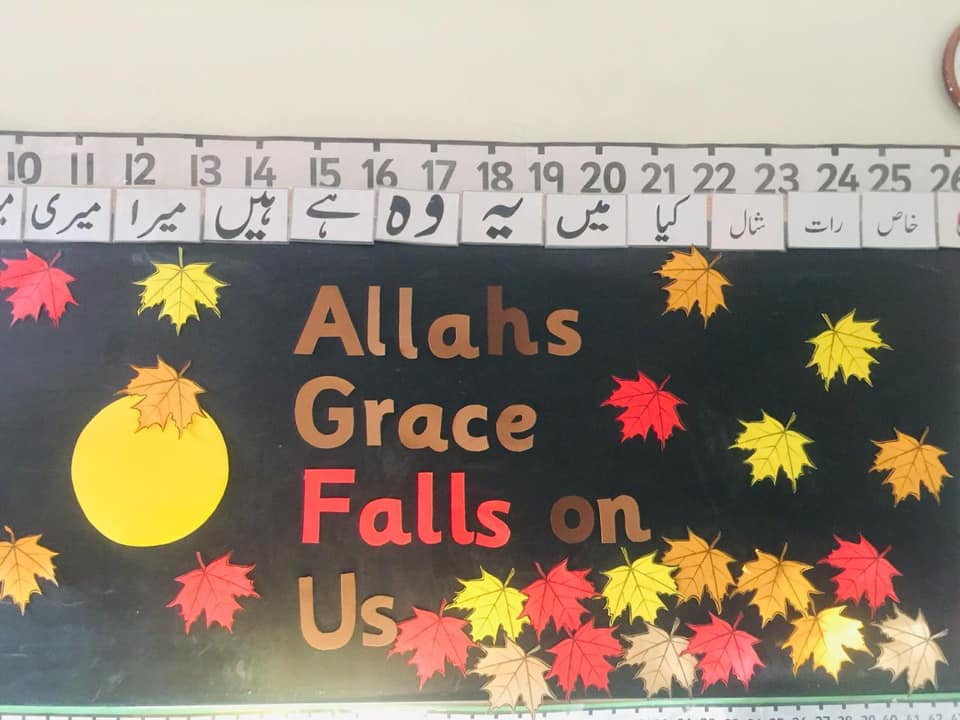 10 11 12 13 14 15 16 17 18 19 20 21 22 23 24 25 26
میری میرا ہیں ہے وہ یہ میں کیا شال رات خاص
Allahs
Grace
Falls on
Us